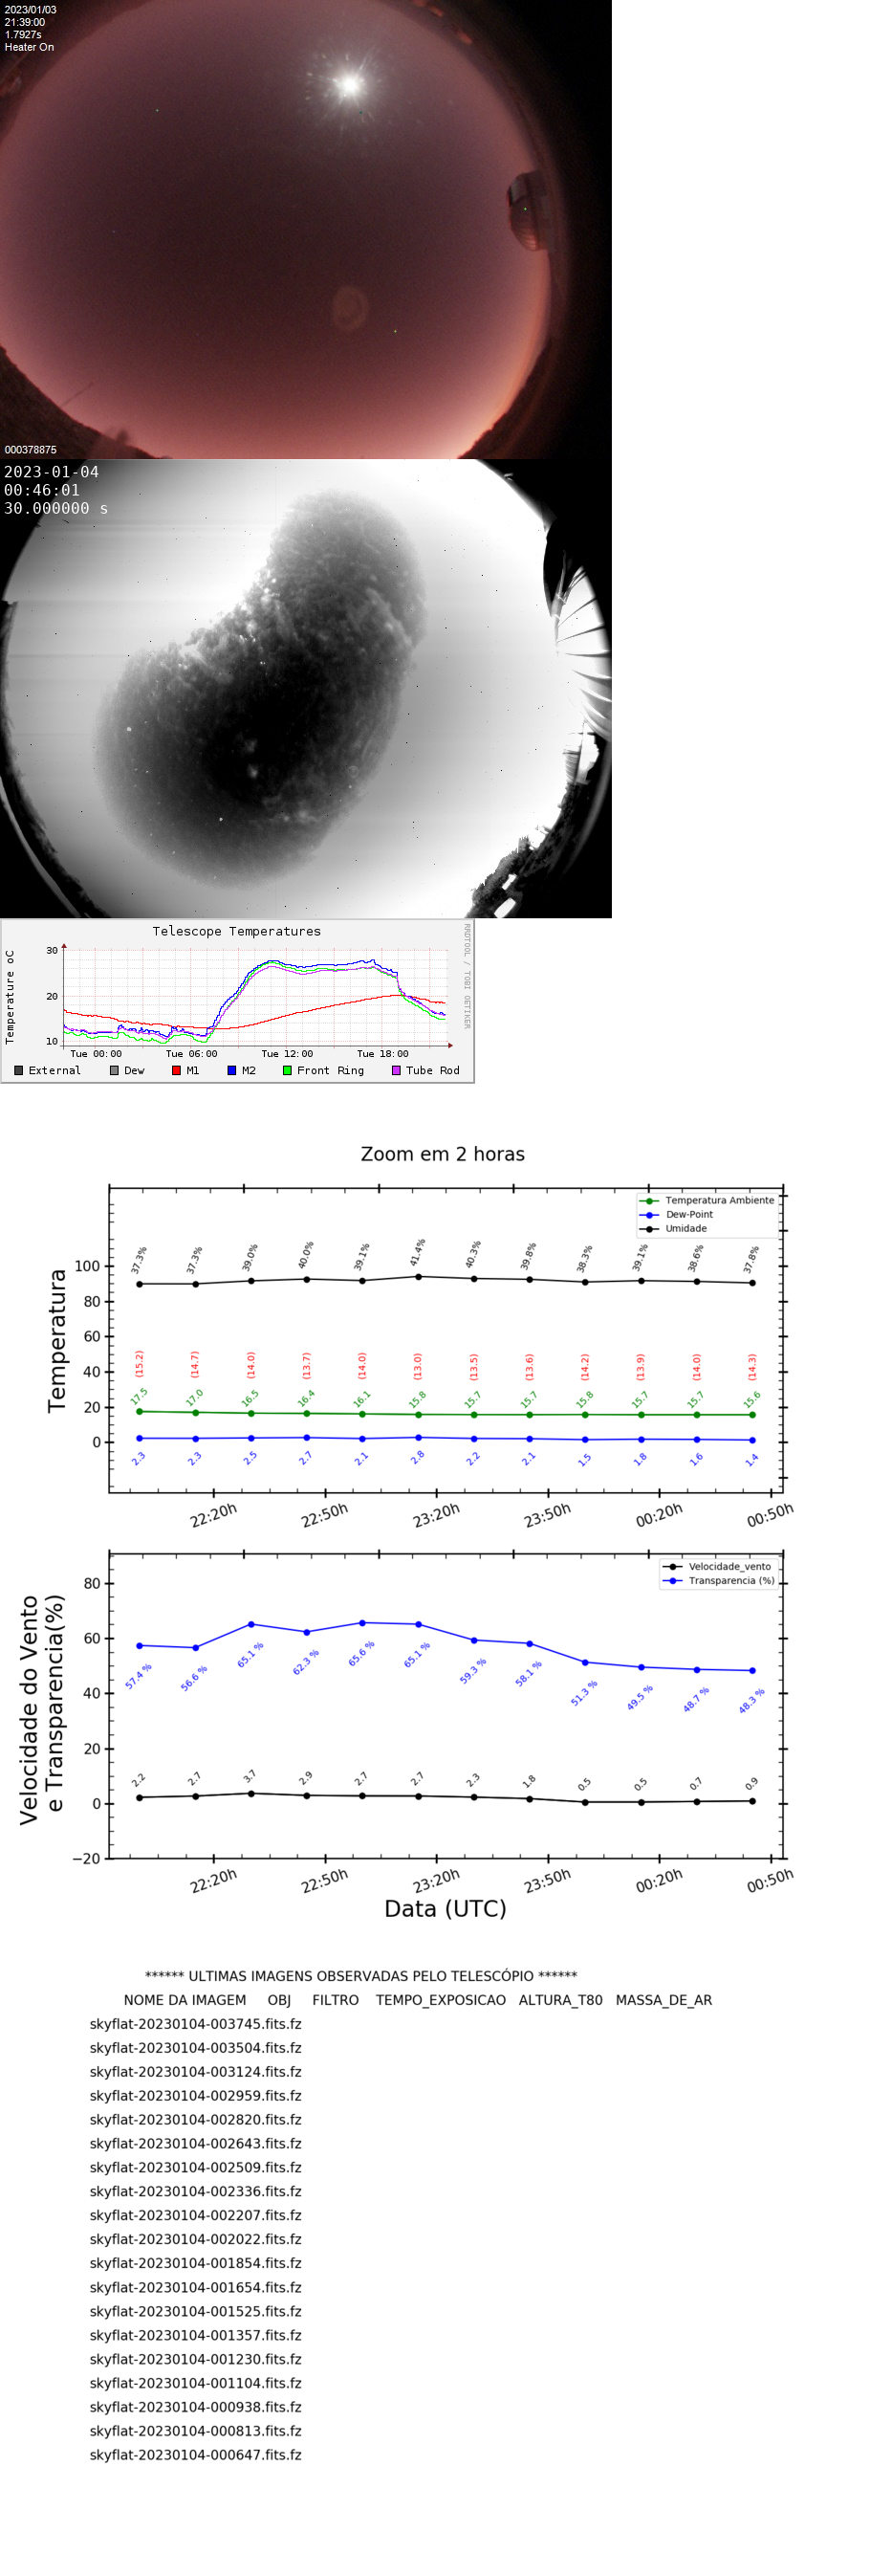 2023/01/03
21:39:00
1.7927s
Heater On
000378875
2023-01-04
00:46:01
30.000000 s
Telescope Temperatures
RRDTOOL / TOBI OETIKER
Temperature oC
30
20
10
Tue 00:00 Tue 06:00 Tue 12:00 Tue 18:00
External Dew M1 M2 Front Ring Tube Rod
Zoom em 2 horas
Temperatura Ambiente
Dew-Point
Umidade
Temperatura
100
80
60
40
20
0
37.3% 37.3% 39.0% 40.0% 39.1% 41.4% 40.3% 39.8% 38.3% 39.1% 38.6% 37.8%
(15.2) (14.7) (14.0) (13.7) (14.0) (13.0) (13.5) (13.6) (14.2) (13.9) (14.0) (14.3)
17.5 17.0 16.5 16.4 16.1 15.8 15.7 15.7 15.8 15.7 15.7 15.6
2.3 2.3 2.5 2.7 2.1 2.8 2.2 2.1 1.5 1.8 1.6 1.4
22:20h 22:50h 23:20h 23:50h 00:20h 00:50h
Velocidade_vento
Transparencia (%)
Velocidade do Vento
e Transparencia(%)
80
60
40
20
0
−20
57.4 % 56.6 % 65.1 % 62.3 % 65.6 % 65.1 % 59.3 % 58.1 % 51.3 % 49.5 % 48.7 % 48.3 %
2.2 2.7 3.7 2.9 2.7 2.7 2.3 1.8 0.5 0.5 0.7 0.9
22:20h 22:50h 23:20h 23:50h 00:20h 00:50h
Data (UTC)
****** ULTIMAS IMAGENS OBSERVADAS PELO TELESCÓPIO ******
NOME DA IMAGEM OBJ FILTRO TEMPO_EXPOSICAO ALTURA_T80 MASSA_DE_AR
skyflat-20230104-003745.fits.fz
skyflat-20230104-003504.fits.fz
skyflat-20230104-003124.fits.fz
skyflat-20230104-002959.fits.fz
skyflat-20230104-002820.fits.fz
skyflat-20230104-002643.fits.fz
skyflat-20230104-002509.fits.fz
skyflat-20230104-002336.fits.fz
skyflat-20230104-002207.fits.fz
skyflat-20230104-002022.fits.fz
skyflat-20230104-001854.fits.fz
skyflat-20230104-001654.fits.fz
skyflat-20230104-001525.fits.fz
skyflat-20230104-001357.fits.fz
skyflat-20230104-001230.fits.fz
skyflat-20230104-001104.fits.fz
skyflat-20230104-000938.fits.fz
skyflat-20230104-000813.fits.fz
skyflat-20230104-000647.fits.fz